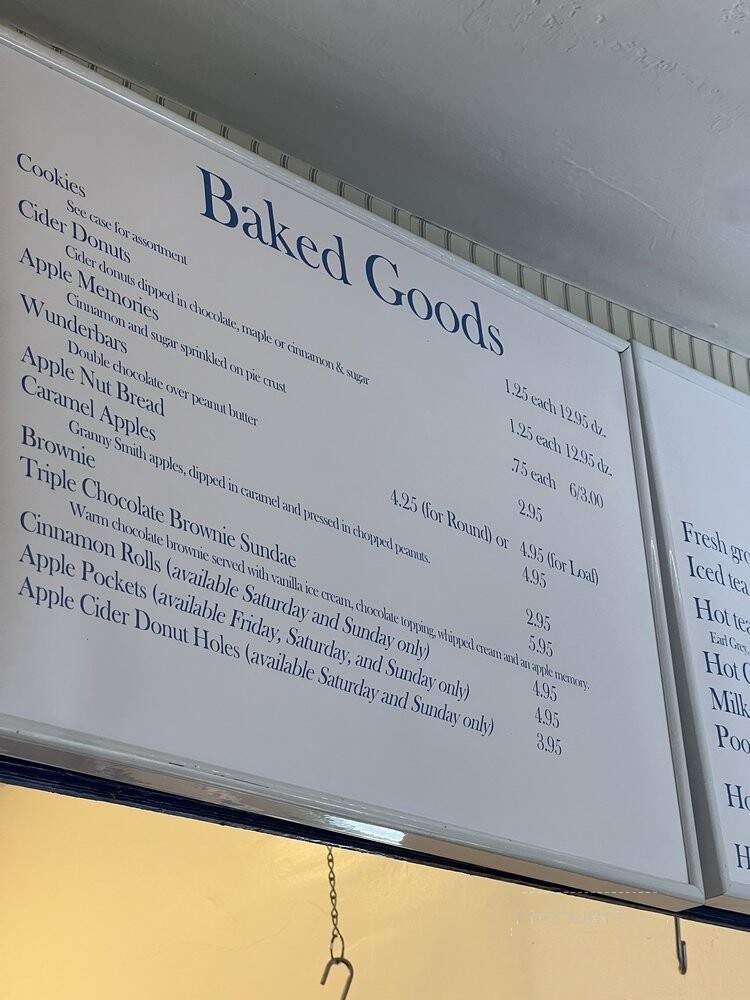 Baked Goods
Cookies 1.25 each 12.95 dz.
See case for assortment
Cider Donuts 1.25 each 12.95 dz.
Cider donuts dipped in chocolate, maple or cinnamon & sugar
Apple Memories .75 each 6/3.00
Cinnamon and sugar sprinkled on pie crust
Wunderbars 2.95
Double chocolate over peanut butter
Apple Nut Bread 4.25 (for Round) or 4.95 (for Loaf)
Caramel Apples 4.95
Granny Smith apples, dipped in caramel and pressed in chopped peanuts.
Brownie 2.95
Triple Chocolate Brownie Sundae 5.95
Warm chocolate brownie served with vanilla ice cream, chocolate topping, whipped cream and an apple memory.
Cinnamon Rolls (available Saturday and Sunday only) 4.95
Apple Pockets (available Friday, Saturday, and Sunday only) 4.95
Apple Cider Donut Holes (available Saturday and Sunday only) 3.95
Fresh gro
Iced tea
Hot tea
Earl Grey,
Hot C
Milk
Poo
Ho
H